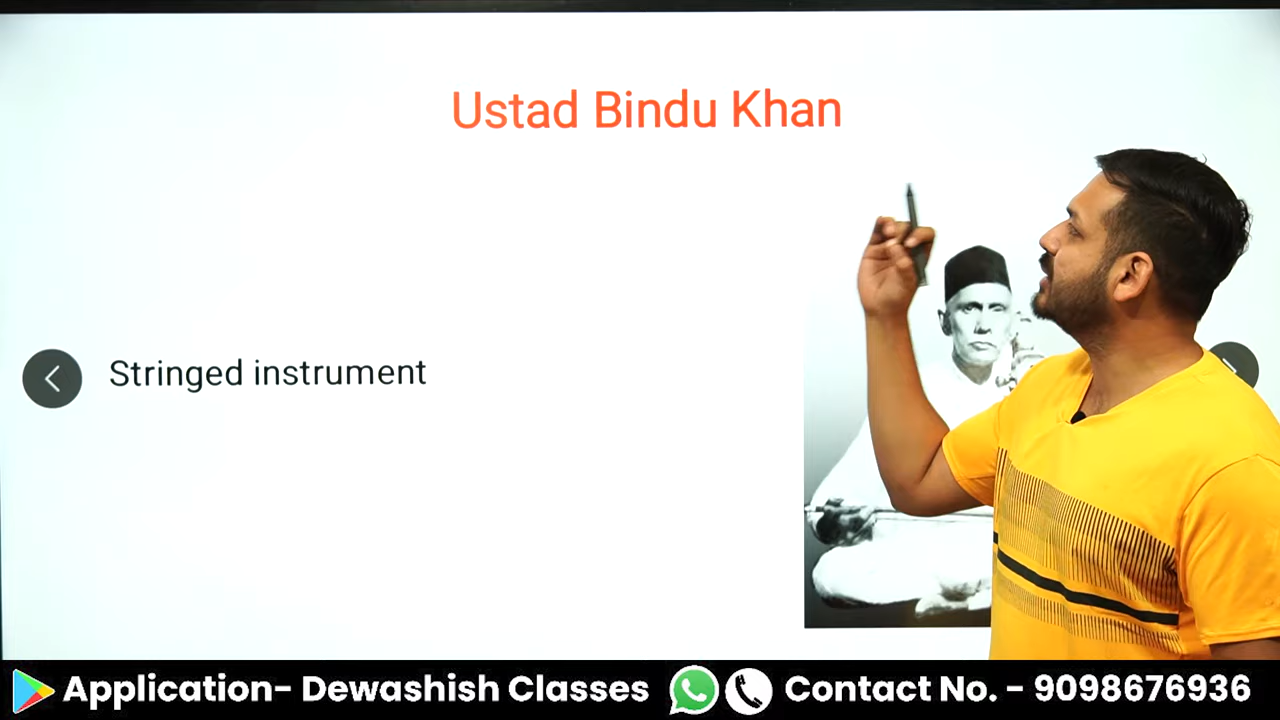 Ustad Bindu Khan
Stringed instrument
Application- Dewashish Classes
Contact No. - 9098676936